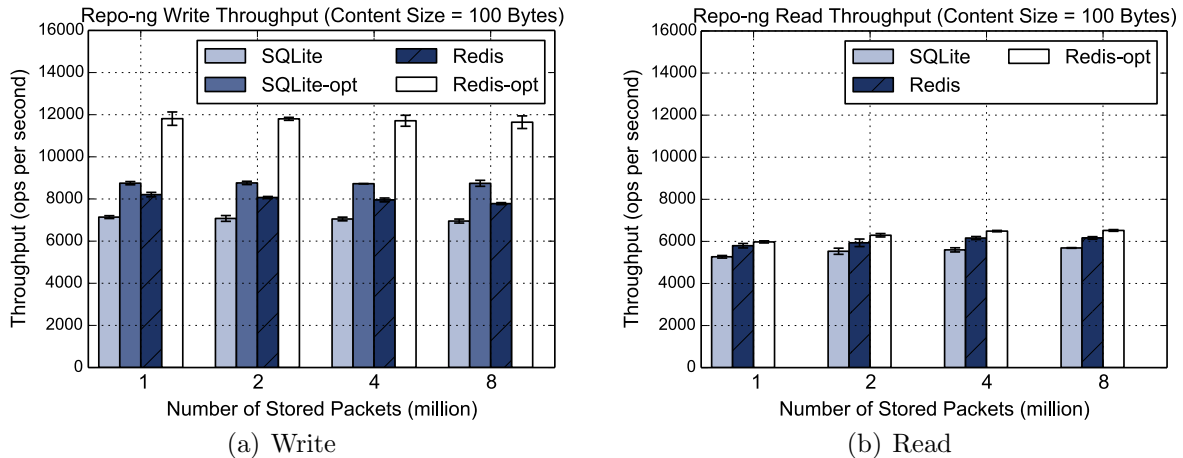 Repo-ng Write Throughput (Content Size = 100 Bytes)
16000
14000
12000
10000
8000
6000
4000
2000
0
Throughput (ops per second)
SQLite
SQLite-opt
Redis
Redis-opt
1 2 4 8
Number of Stored Packets (million)
(a) Write
Repo-ng Read Throughput (Content Size = 100 Bytes)
16000
14000
12000
10000
8000
6000
4000
2000
0
Throughput (ops per second)
SQLite
Redis
Redis-opt
1 2 4 8
Number of Stored Packets (million)
(b) Read